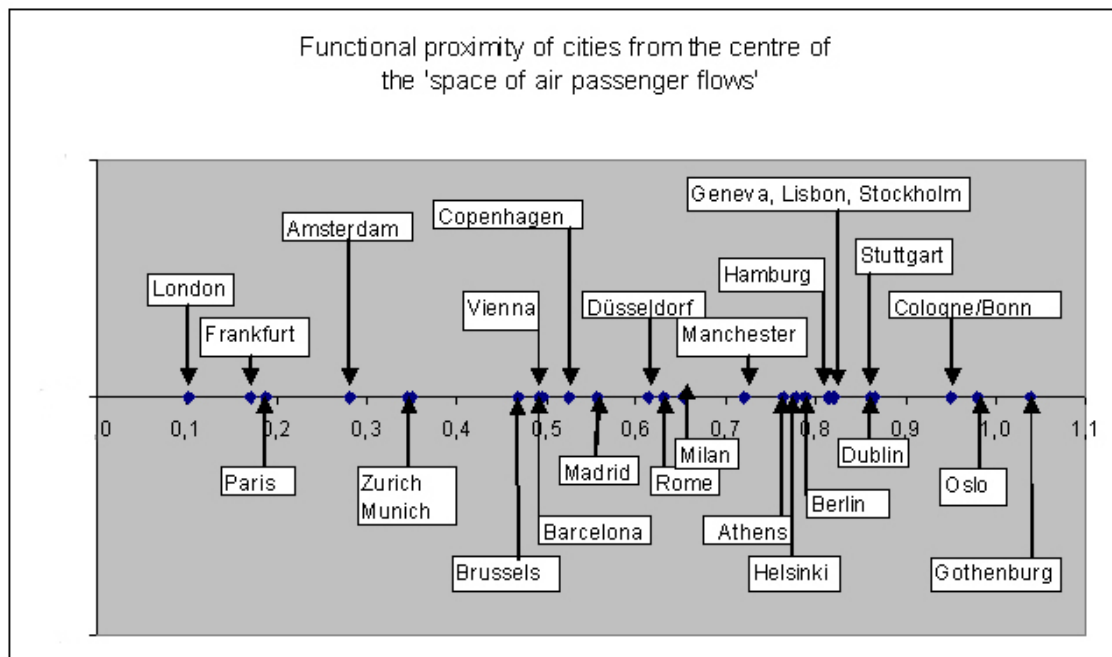 Functional proximity of cities from the centre of
the 'space of air passenger flows'
Geneva, Lisbon, Stockholm
Copenhagen
Amsterdam
Stuttgart
Hamburg
London
Vienna
Düsseldorf
Cologne/Bonn
Frankfurt
Manchester
,0 0,1 0,2 0,3 0,4 0,5 0,6 0,7 0,8 0,9 1,0 1,1
Milan
Dublin
Madrid
Paris
Zurich
Munich
Rome
Oslo
Berlin
Barcelona
Athens
Brussels
Helsinki
Gothenburg